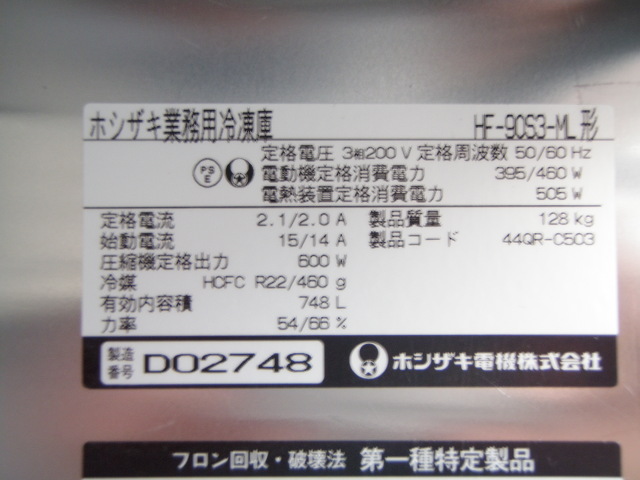 ホシザキ業務用冷凍庫 HF-90S3-ML形
定格電圧 3相200V 定格周波数 50/60Hz
PSE 電動機定格消費電力 395/460 W
電熱装置定格消費電力 505 W
定格電流 2.1/2.0 A 製品質量 128 kg
始動電流 15/14 A 製品コード 44QR-C503
圧縮機定格出力 600 W
冷媒 HCFC R22/460 g
有効内容積 748 L
力率 54/66 %
製造番号 D02748 ホシザキ電機株式会社
フロン回収・破壊法 第一種特定製品